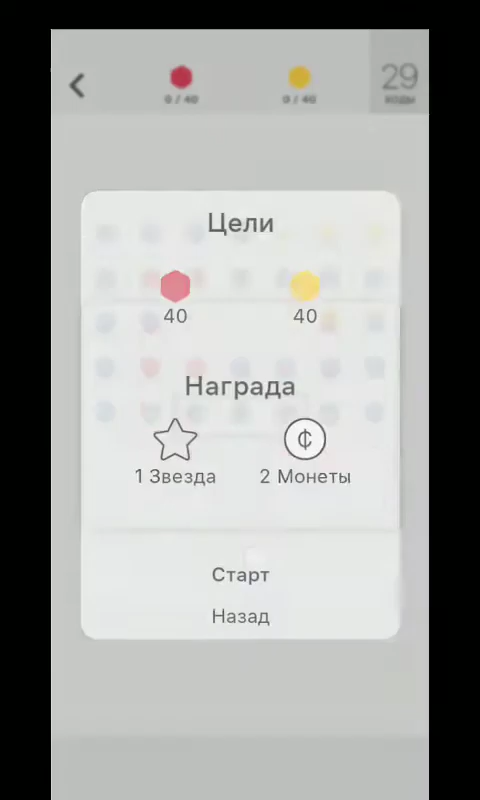 29
0 / 40 0 / 40 ходы
Цели
40 40
Награда
₵
1 Звезда 2 Монеты
Старт
Назад